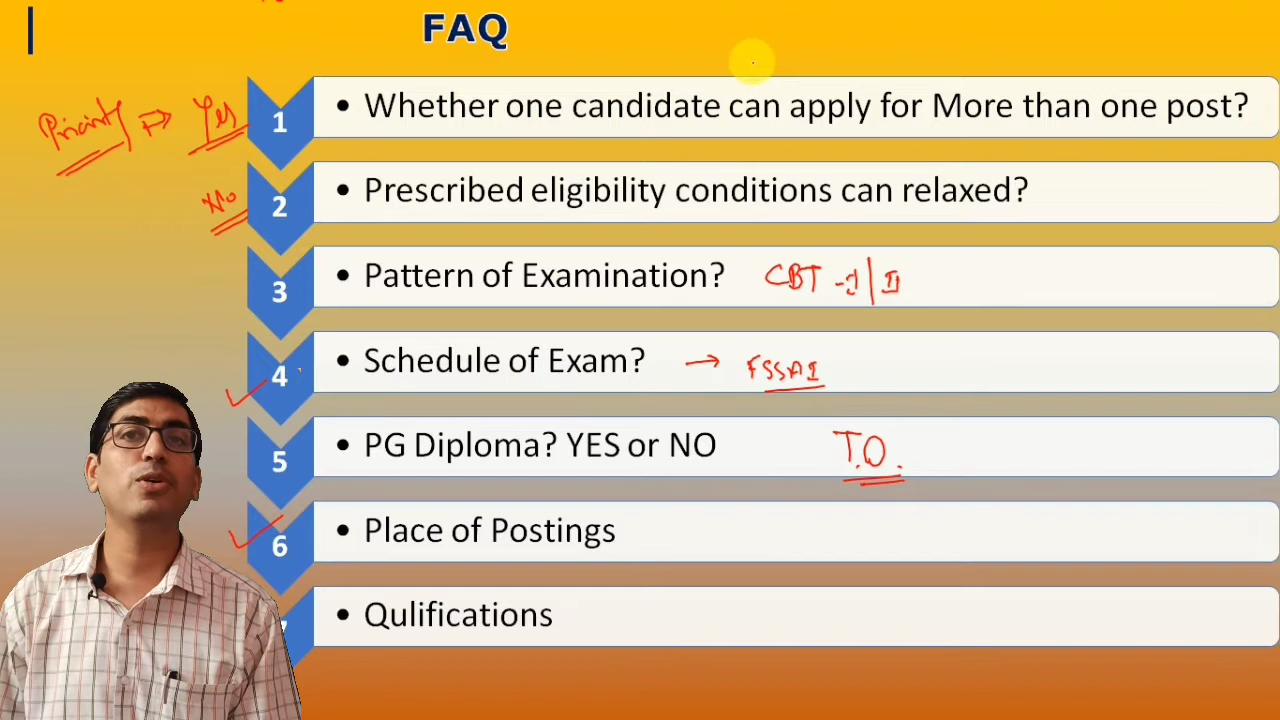 FAQ
Priority ⇒ Yes
1
• Whether one candidate can apply for More than one post?
No
2
• Prescribed eligibility conditions can relaxed?
3
• Pattern of Examination? CBT - I | II
4
• Schedule of Exam? → FSSAI
5
• PG Diploma? YES or NO T.O.
6
• Place of Postings
• Qulifications